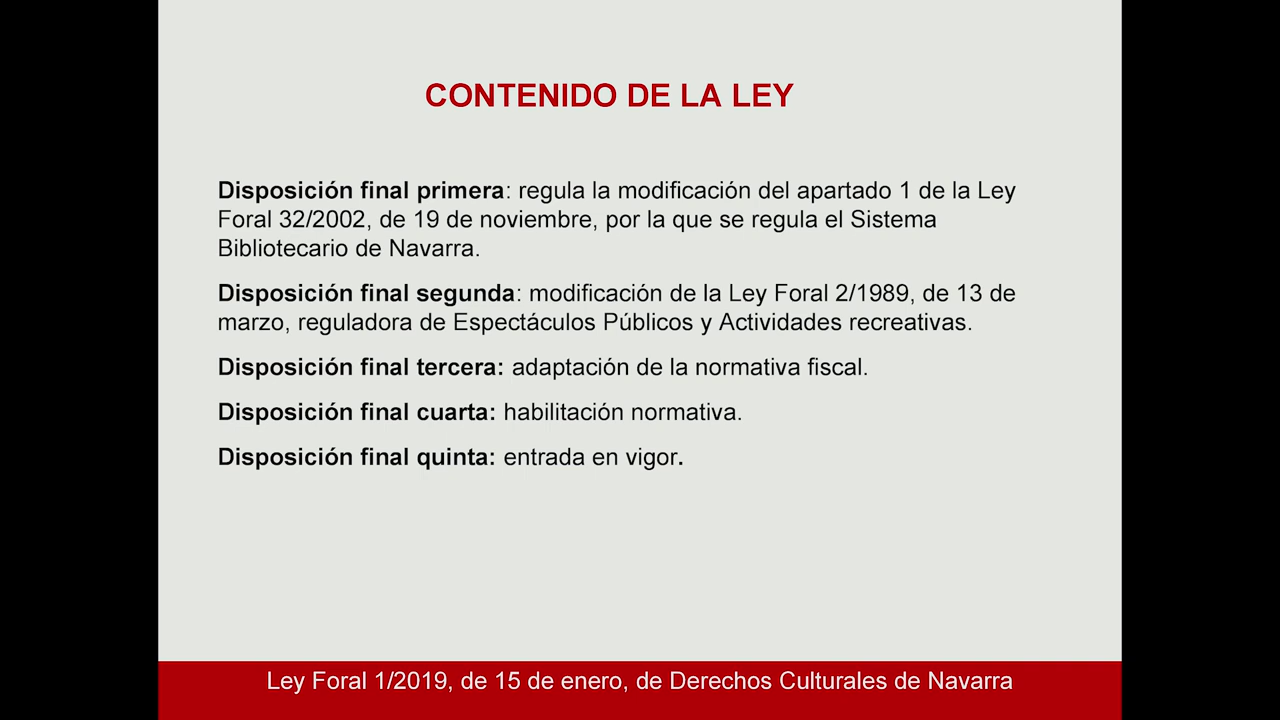 CONTENIDO DE LA LEY
Disposición final primera: regula la modificación del apartado 1 de la Ley
Foral 32/2002, de 19 de noviembre, por la que se regula el Sistema
Bibliotecario de Navarra.
Disposición final segunda: modificación de la Ley Foral 2/1989, de 13 de
marzo, reguladora de Espectáculos Públicos y Actividades recreativas.
Disposición final tercera: adaptación de la normativa fiscal.
Disposición final cuarta: habilitación normativa.
Disposición final quinta: entrada en vigor.
Ley Foral 1/2019, de 15 de enero, de Derechos Culturales de Navarra